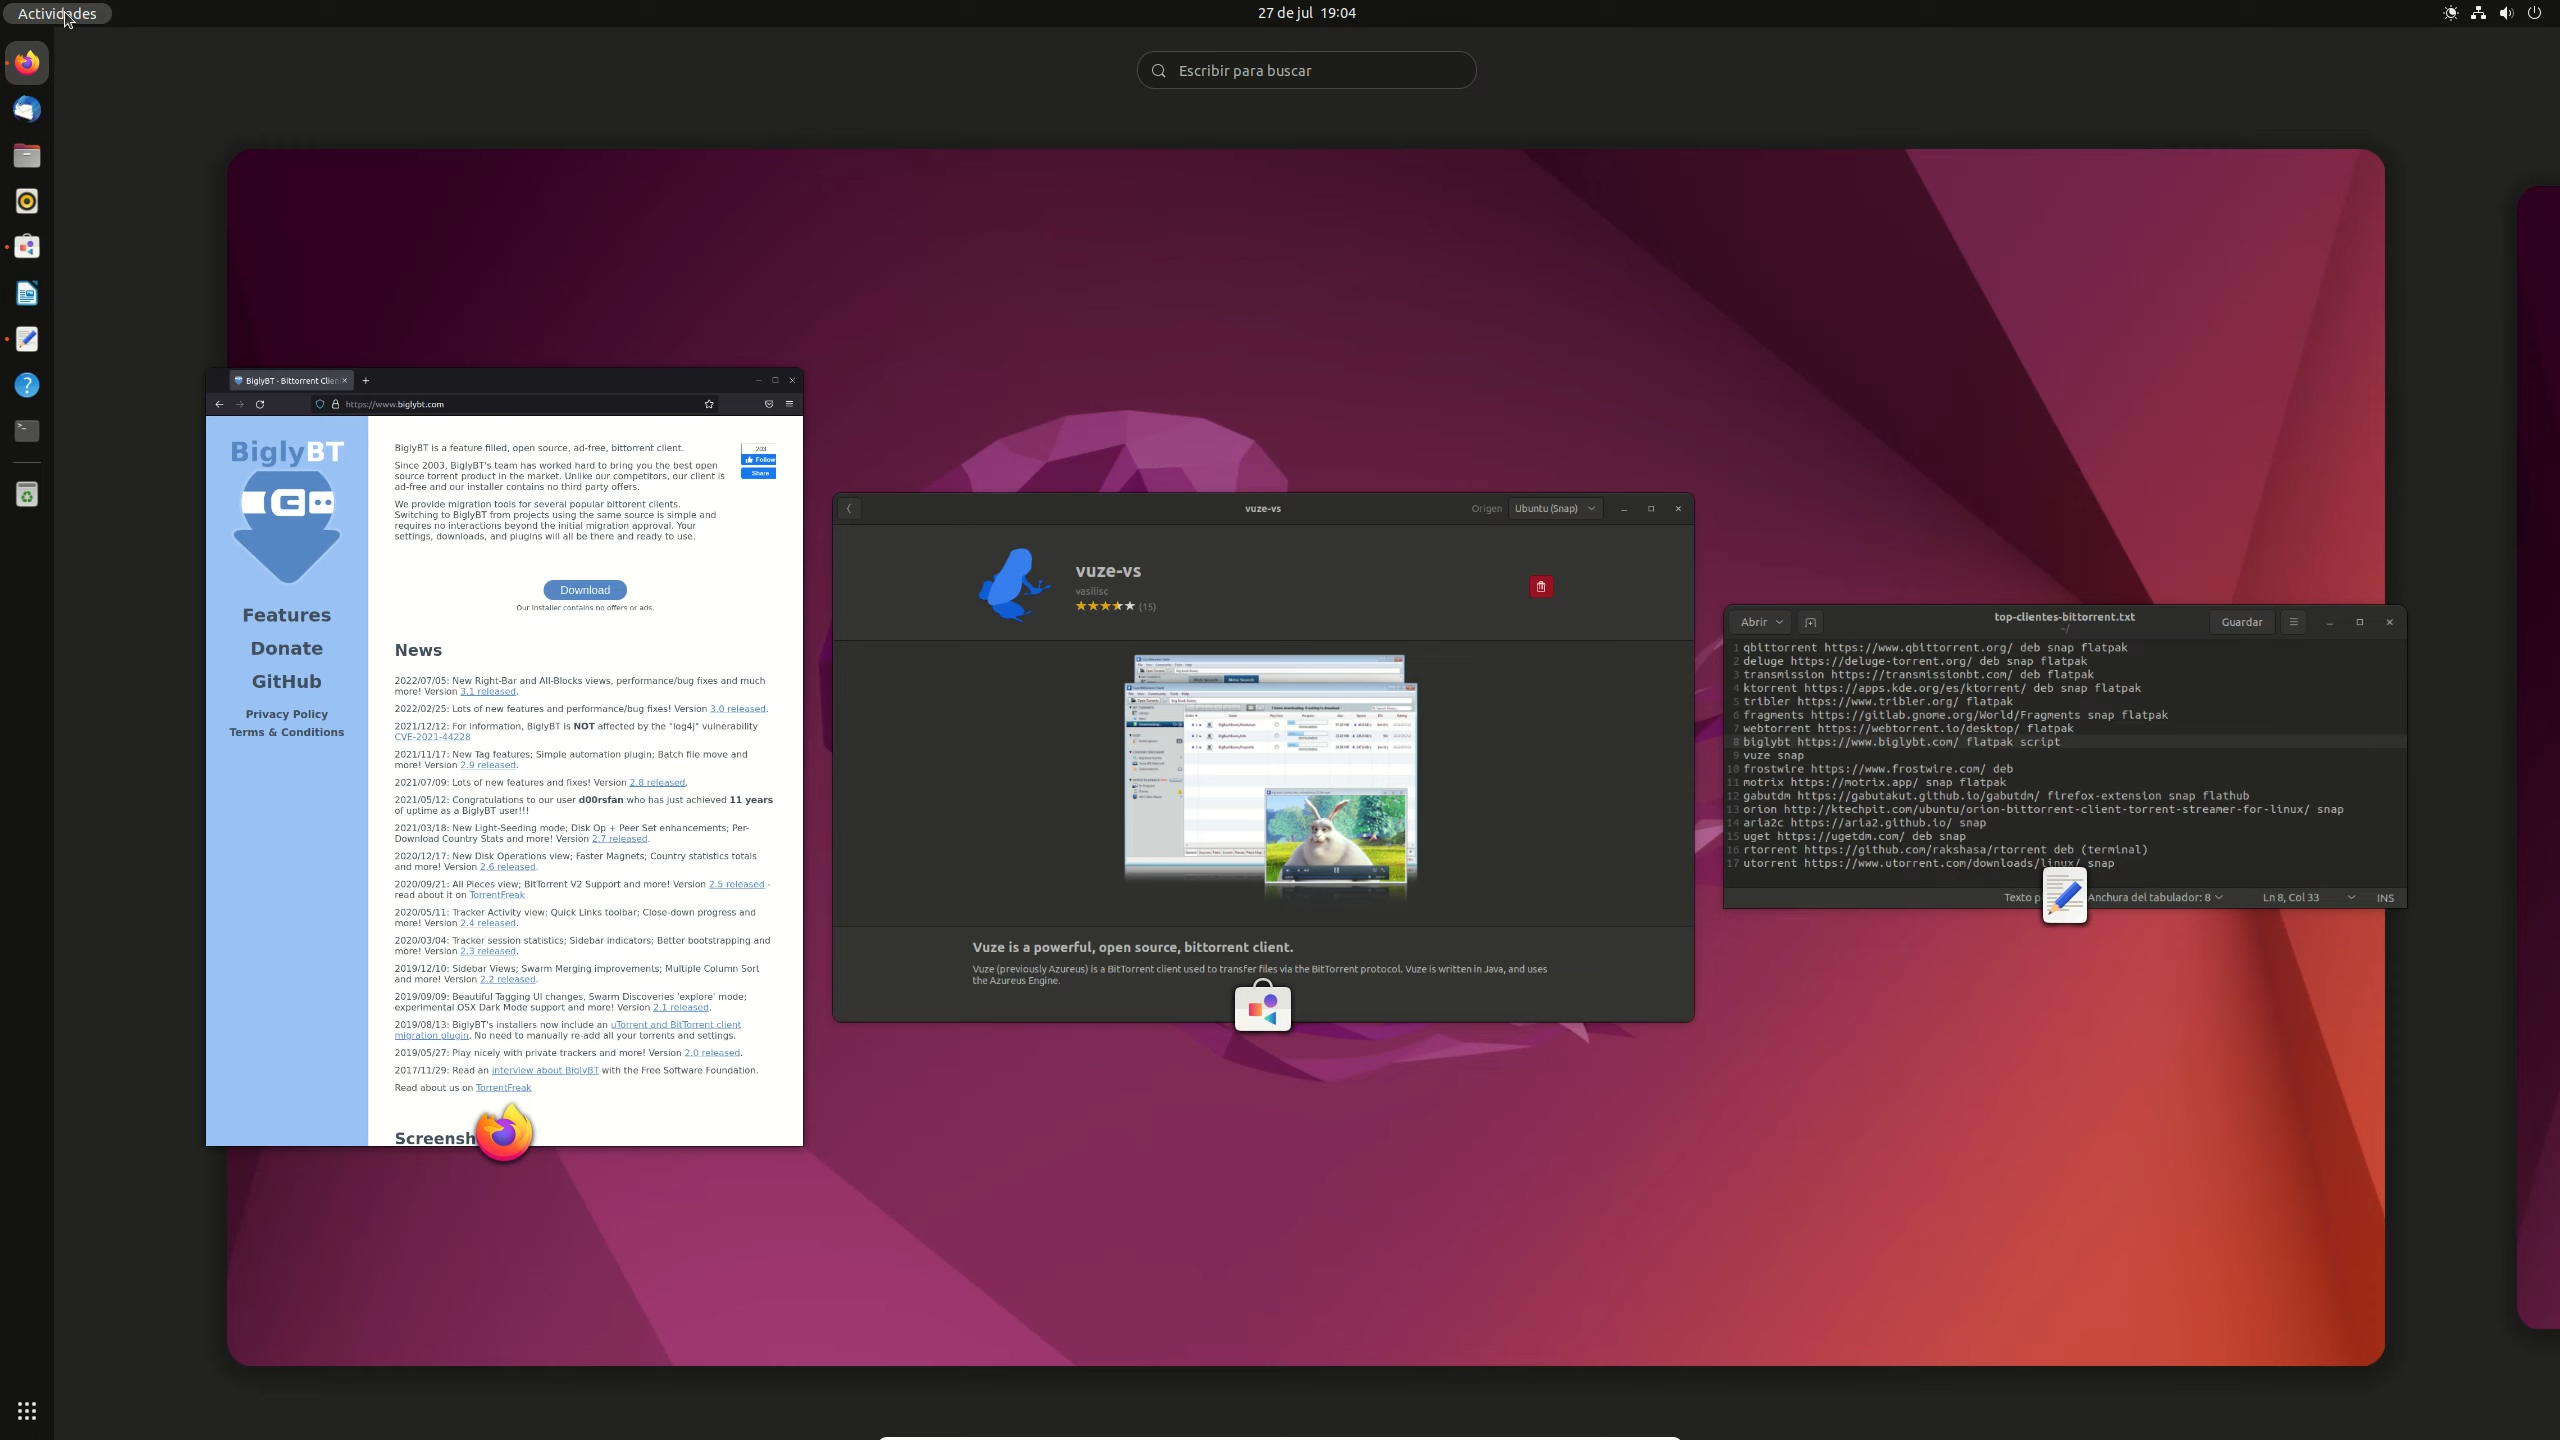 Actividades
27 de jul 19:04
Escribir para buscar
BiglyBT - Bittorrent Clien
https://www.biglybt.com
BiglyBT
Features
Donate
GitHub
Privacy Policy
Terms & Conditions
BiglyBT is a feature filled, open source, ad-free, bittorrent client.
Since 2003, BiglyBT's team has worked hard to bring you the best open
source torrent product in the market. Unlike our competitors, our client is
ad-free and our installer contains no third party offers.
We provide migration tools for several popular bittorrent clients.
Switching to BiglyBT from projects using the same source is simple and
requires no interactions beyond the initial migration approval. Your
settings, downloads, and plugins will all be there and ready to use.
203
Follow
Share
Download
Our installer contains no offers or ads.
News
2022/07/05: New Right-Bar and All-Blocks views, performance/bug fixes and much
more! Version 3.1 released.
2022/02/25: Lots of new features and performance/bug fixes! Version 3.0 released.
2021/12/12: For information, BiglyBT is NOT affected by the "log4j" vulnerability
CVE-2021-44228
2021/11/17: New Tag features; Simple automation plugin; Batch file move and
more! Version 2.9 released.
2021/07/09: Lots of new features and fixes! Version 2.8 released.
2021/05/12: Congratulations to our user d00rsfan who has just achieved 11 years
of uptime as a BiglyBT user!!!
2021/03/18: New Light-Seeding mode; Disk Op + Peer Set enhancements; Per-
Download Country Stats and more! Version 2.7 released.
2020/12/17: New Disk Operations view; Faster Magnets; Country statistics totals
and more! Version 2.6 released.
2020/09/21: All Pieces view; BitTorrent V2 Support and more! Version 2.5 released -
read about it on TorrentFreak
2020/05/11: Tracker Activity view; Quick Links toolbar; Close-down progress and
more! Version 2.4 released.
2020/03/04: Tracker session statistics; Sidebar indicators; Better bootstrapping and
more! Version 2.3 released.
2019/12/10: Sidebar Views; Swarm Merging improvements; Multiple Column Sort
and more! Version 2.2 released.
2019/09/09: Beautiful Tagging UI changes, Swarm Discoveries 'explore' mode;
experimental OSX Dark Mode support and more! Version 2.1 released.
2019/08/13: BiglyBT's installers now include an uTorrent and BitTorrent client
migration plugin. No need to manually re-add all your torrents and settings.
2019/05/27: Play nicely with private trackers and more! Version 2.0 released.
2017/11/29: Read an interview about BiglyBT with the Free Software Foundation.
Read about us on TorrentFreak
Screensh
vuze-vs
Origen Ubuntu (Snap)
vuze-vs
vasilisc
(15)
Vuze is a powerful, open source, bittorrent client.
Vuze (previously Azureus) is a BitTorrent client used to transfer files via the BitTorrent protocol. Vuze is written in Java, and uses
the Azureus Engine.
Abrir
top-clientes-bittorrent.txt
~/
Guardar
1 qbittorrent https://www.qbittorrent.org/ deb snap flatpak
2 deluge https://deluge-torrent.org/ deb snap flatpak
3 transmission https://transmissionbt.com/ deb flatpak
4 ktorrent https://apps.kde.org/es/ktorrent/ deb snap flatpak
5 tribler https://www.tribler.org/ flatpak
6 fragments https://gitlab.gnome.org/World/Fragments snap flatpak
7 webtorrent https://webtorrent.io/desktop/ flatpak
8 biglybt https://www.biglybt.com/ flatpak script
9 vuze snap
10 frostwire https://www.frostwire.com/ deb
11 motrix https://motrix.app/ snap flatpak
12 gabutdm https://gabutakut.github.io/gabutdm/ firefox-extension snap flathub
13 orion http://ktechpit.com/ubuntu/orion-bittorrent-client-torrent-streamer-for-linux/ snap
14 aria2c https://aria2.github.io/ snap
15 uget https://ugetdm.com/ deb snap
16 rtorrent https://github.com/rakshasa/rtorrent deb (terminal)
17 utorrent https://www.utorrent.com/downloads/linux/ snap
Texto p Anchura del tabulador: 8 Ln 8, Col 33 INS